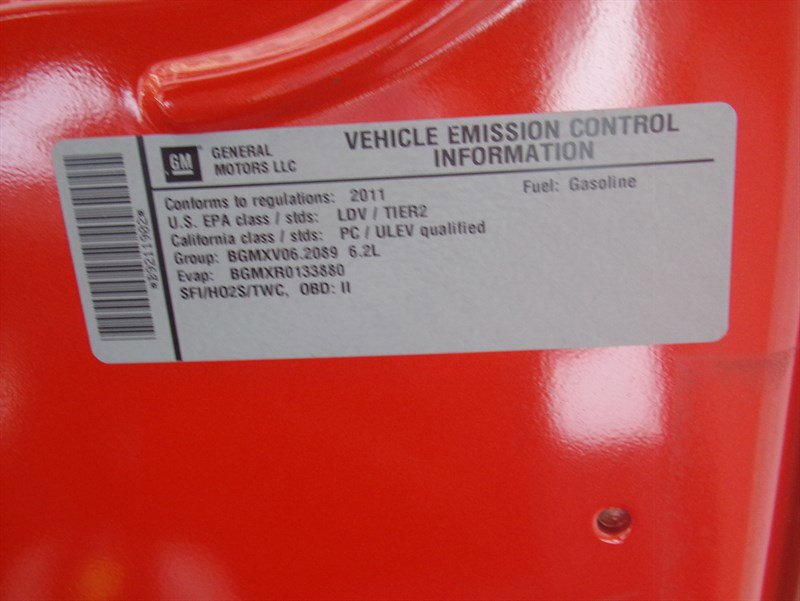 GM
GENERAL
MOTORS LLC
VEHICLE EMISSION CONTROL
INFORMATION
Conforms to regulations: 2011
Fuel: Gasoline
U.S. EPA class / stds: LDV / TIER2
California class / stds: PC / ULEV qualified
Group: BGMXV06.2089 6.2L
Evap: BGMXR0133880
SFI/HO2S/TWC, OBD: II
*B92119902*